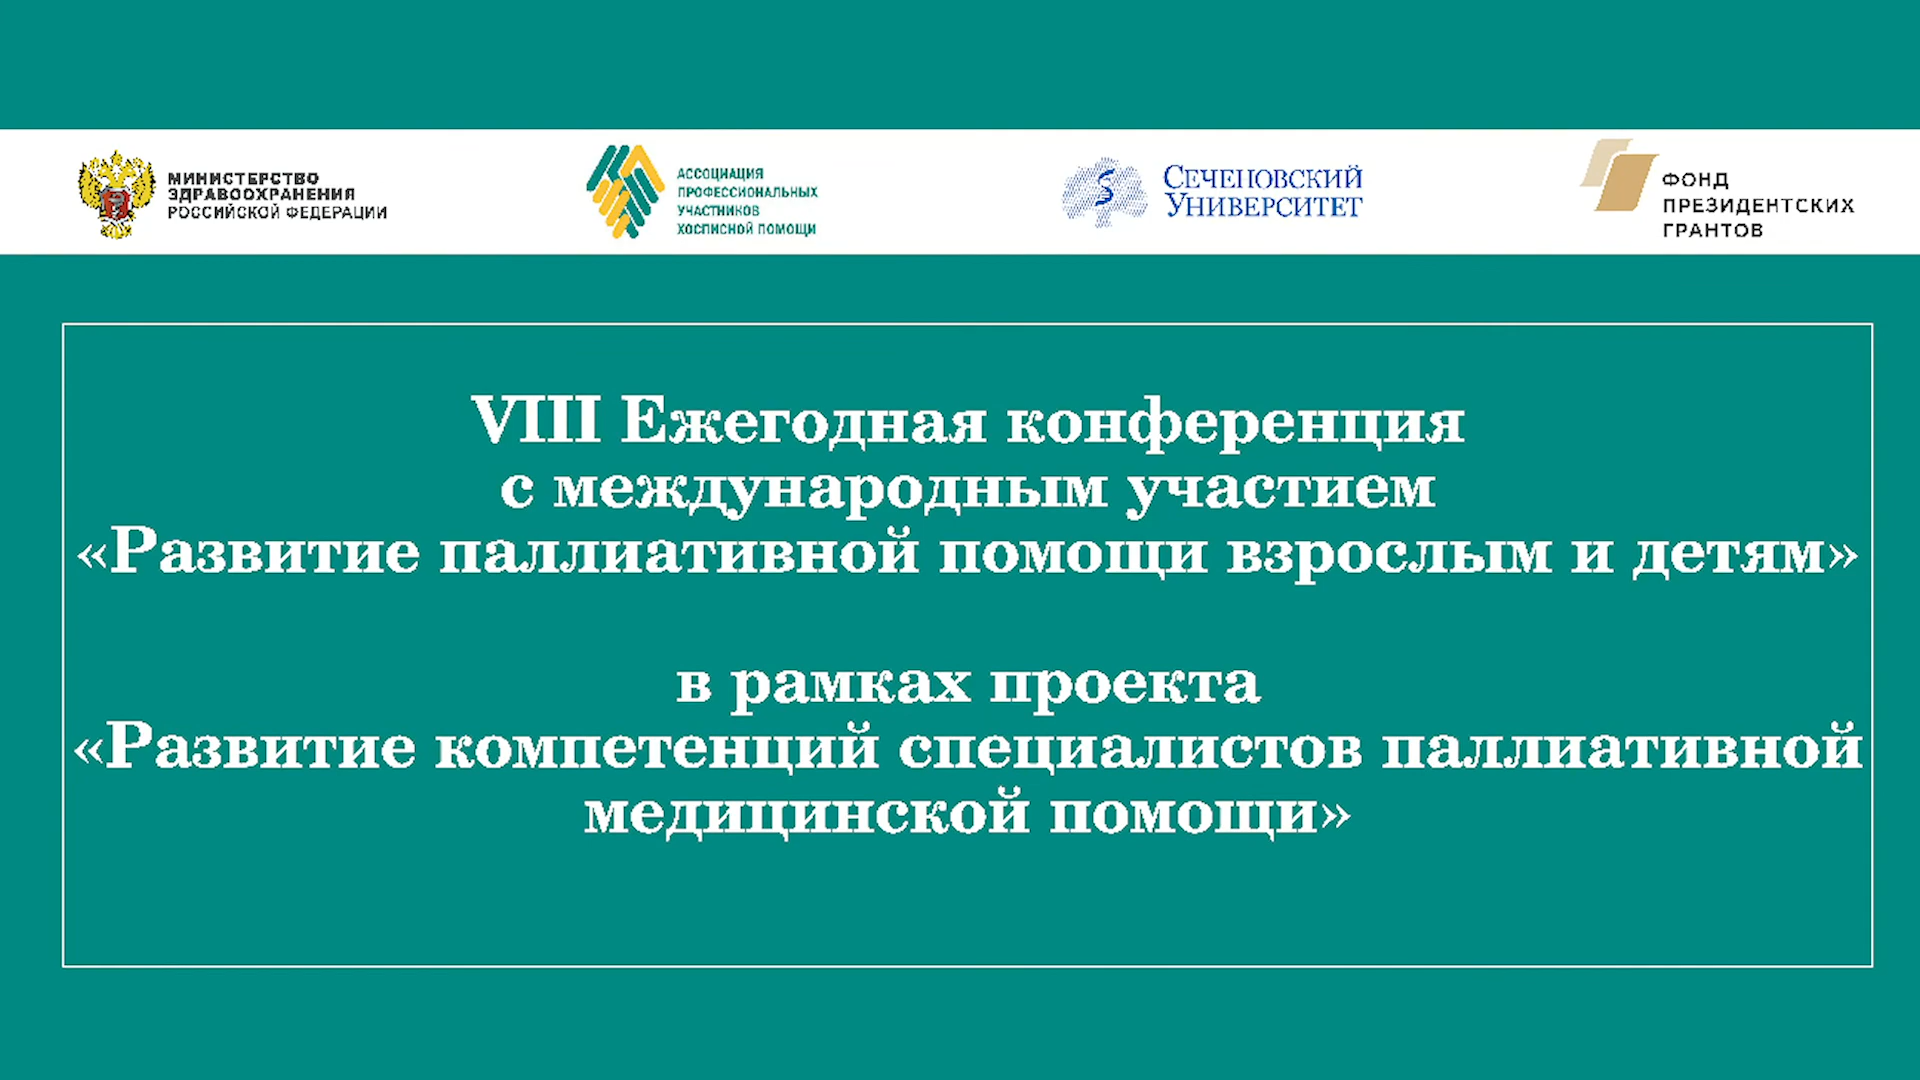 МИНИСТЕРСТВО
ЗДРАВООХРАНЕНИЯ
РОССИЙСКОЙ ФЕДЕРАЦИИ
АССОЦИАЦИЯ
ПРОФЕССИОНАЛЬНЫХ
УЧАСТНИКОВ
ХОСПИСНОЙ ПОМОЩИ
СЕЧЕНОВСКИЙ
УНИВЕРСИТЕТ
ФОНД
ПРЕЗИДЕНТСКИХ
ГРАНТОВ
VIII Ежегодная конференция
с международным участием
«Развитие паллиативной помощи взрослым и детям»
в рамках проекта
«Развитие компетенций специалистов паллиативной
медицинской помощи»